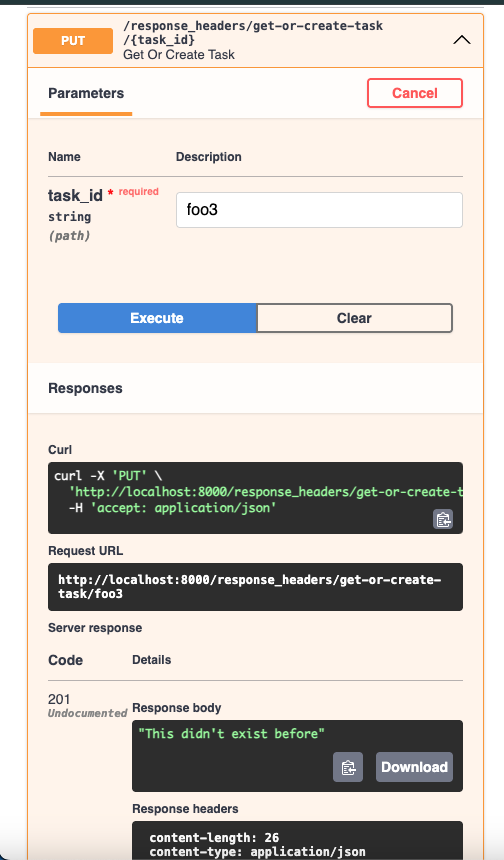 PUT
/response_headers/get-or-create-task
/{task_id}
Get Or Create Task
Parameters
Cancel
Name
Description
task_id * required
string
(path)
foo3
Execute
Clear
Responses
Curl
curl -X 'PUT' \
'http://localhost:8000/response_headers/get-or-create-t
-H 'accept: application/json'
Request URL
http://localhost:8000/response_headers/get-or-create-
task/foo3
Server response
Code
Details
201
Undocumented
Response body
"This didn't exist before"
Download
Response headers
content-length: 26
content-type: application/json